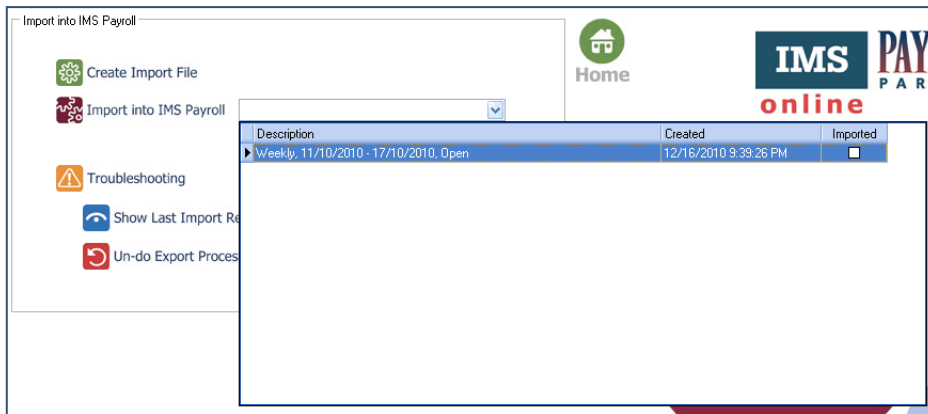 Import into IMS Payroll
Create Import File
Home
IMS
PAY
PAR
online
Import into IMS Payroll
Description Created Imported
Weekly, 11/10/2010 - 17/10/2010, Open 12/16/2010 9:39:26 PM
Troubleshooting
Show Last Import Re
Un-do Export Proces